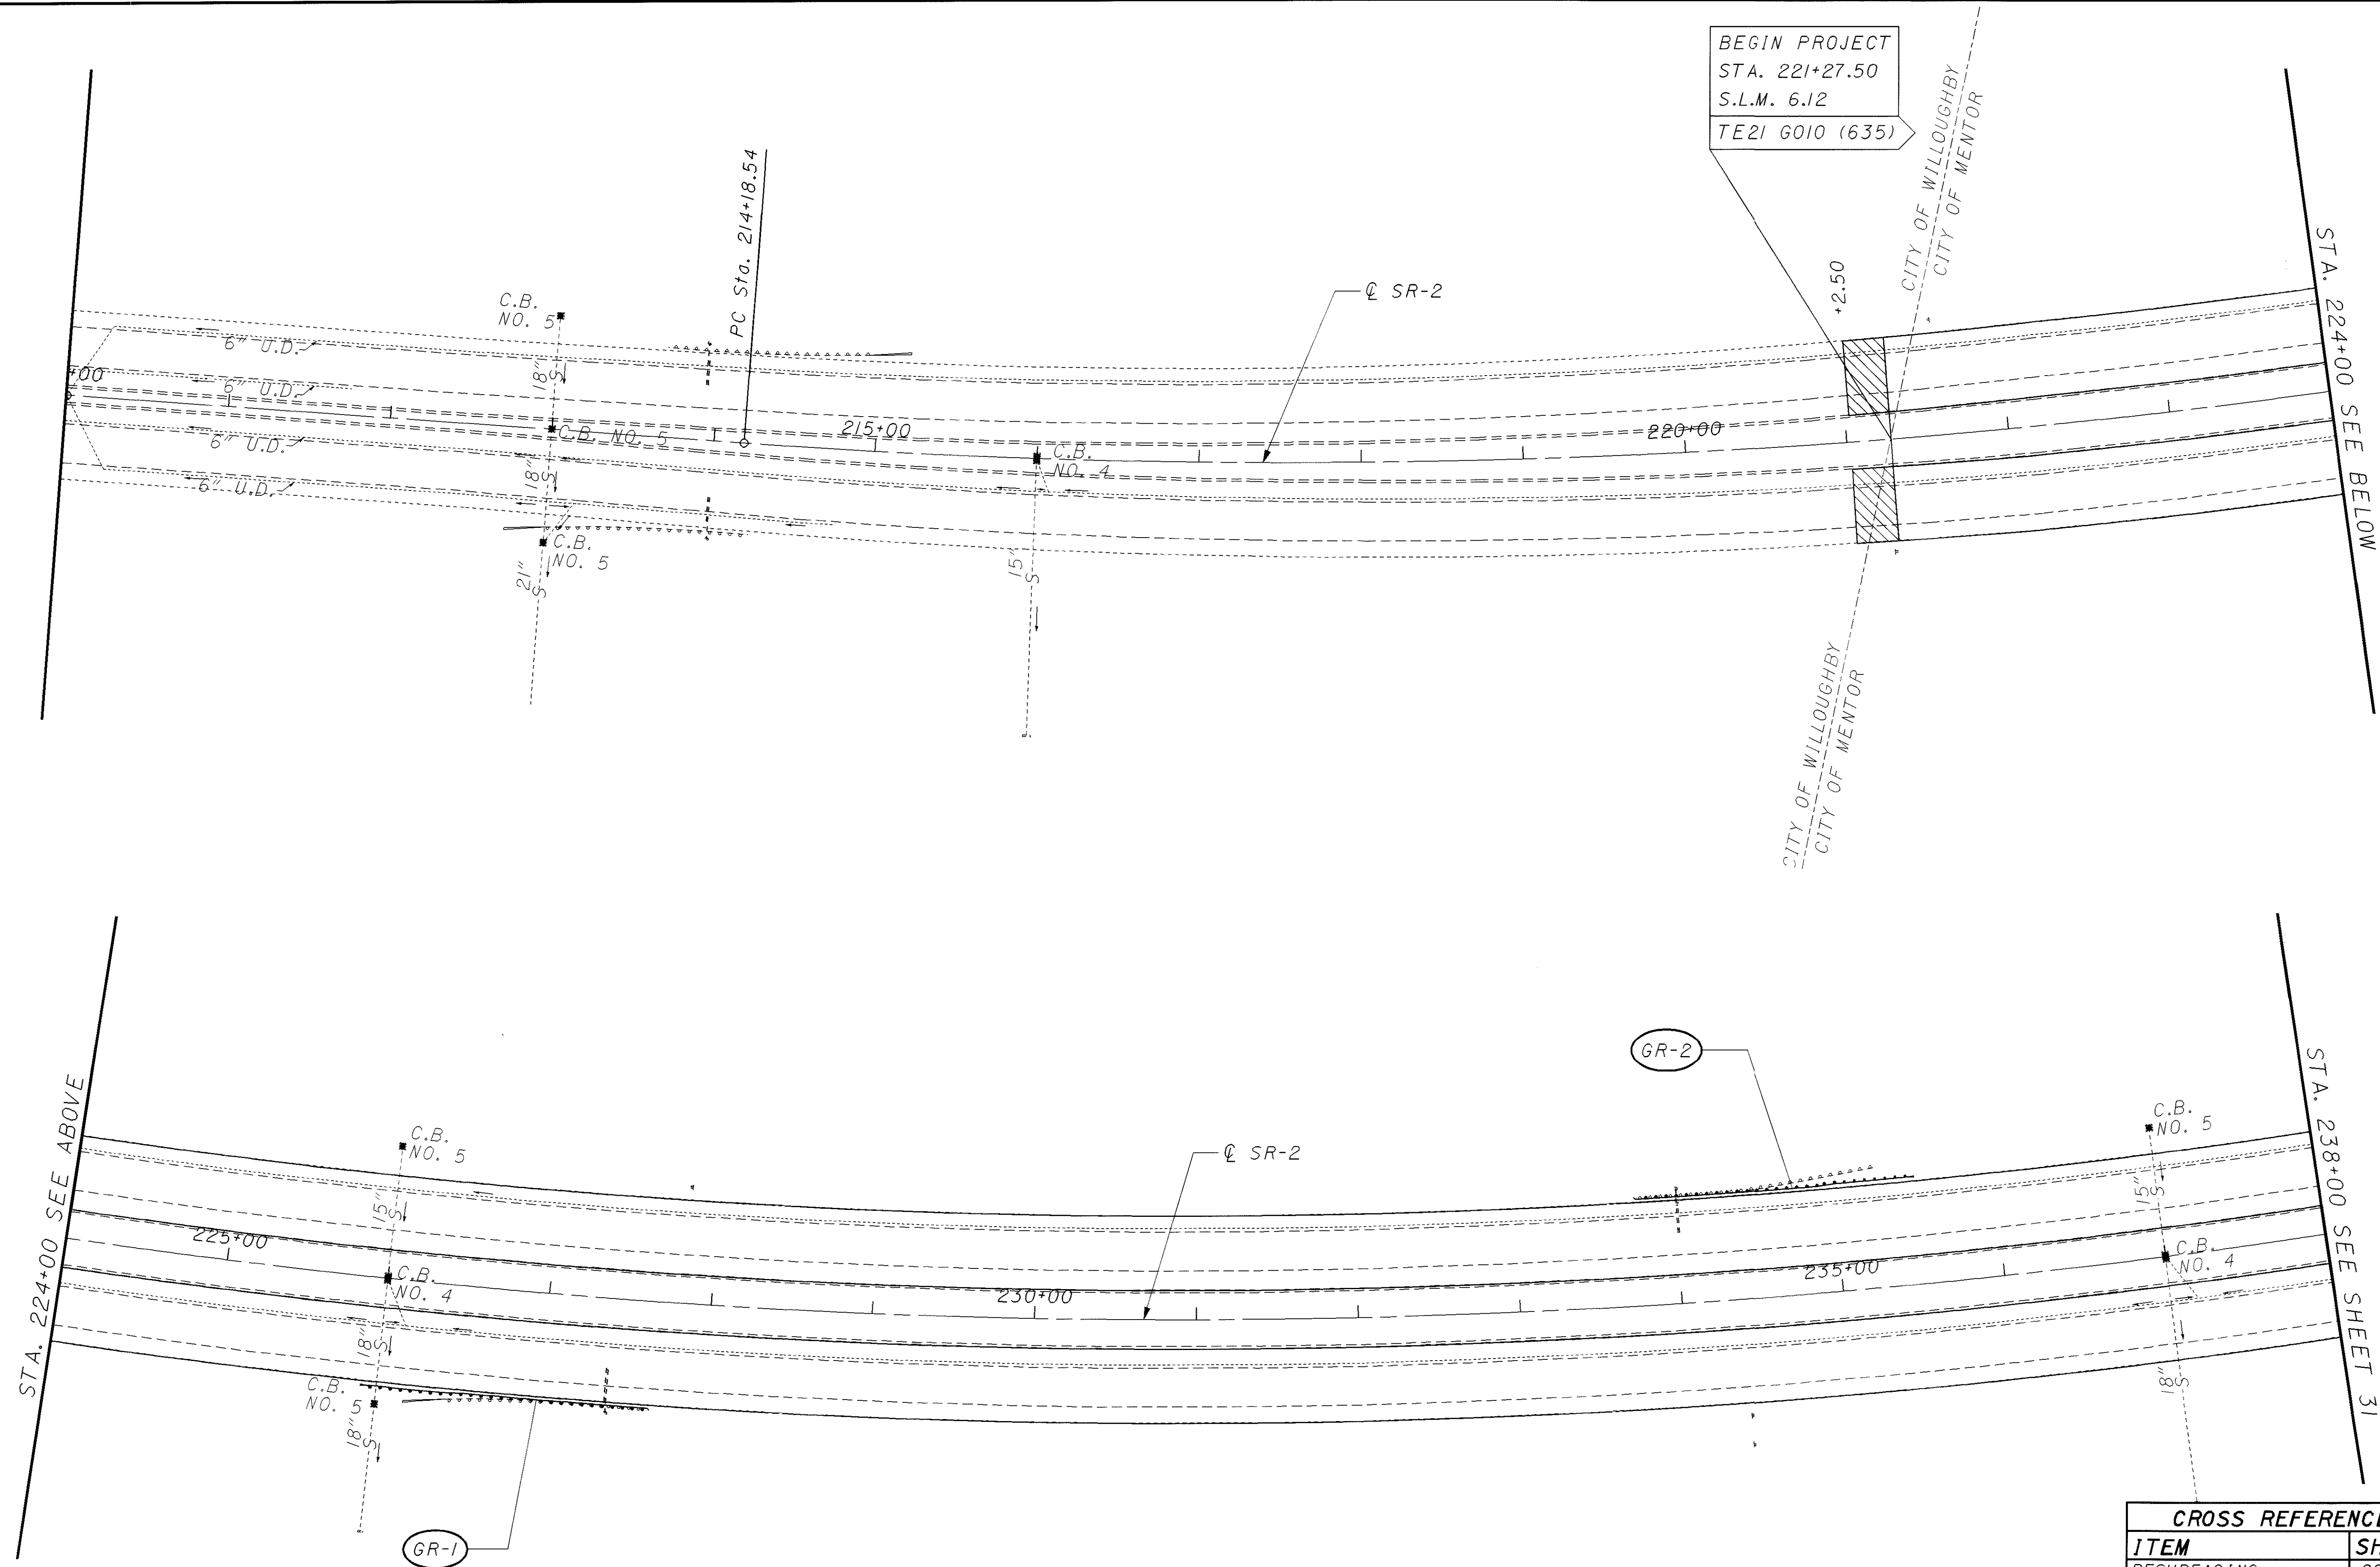 BEGIN PROJECT
STA. 221+27.50
S.L.M. 6.12
TE21 G010 (635)
CITY OF WILLOUGHBY
CITY OF MENTOR
PC Sta. 214+18.54
+2.50
STA. 224+00 SEE BELOW
C.B.
NO. 5
℄ SR-2
6" U.D.
18"
S
+00
6" U.D.
C.B. NO. 5
215+00
220+00
6" U.D.
C.B.
NO. 4
18"
S
6" U.D.
C.B.
NO. 5
21"
S
15"
S
CITY OF WILLOUGHBY
CITY OF MENTOR
STA. 224+00 SEE ABOVE
GR-2
STA. 238+00 SEE SHEET 31
C.B.
NO. 5
C.B.
NO. 5
℄ SR-2
15"
S
15"
S
225+00
C.B.
NO. 4
230+00
235+00
C.B.
NO. 4
18"
S
18"
S
C.B.
NO. 5
18"
S
GR-1
CROSS REFERENCE
ITEM